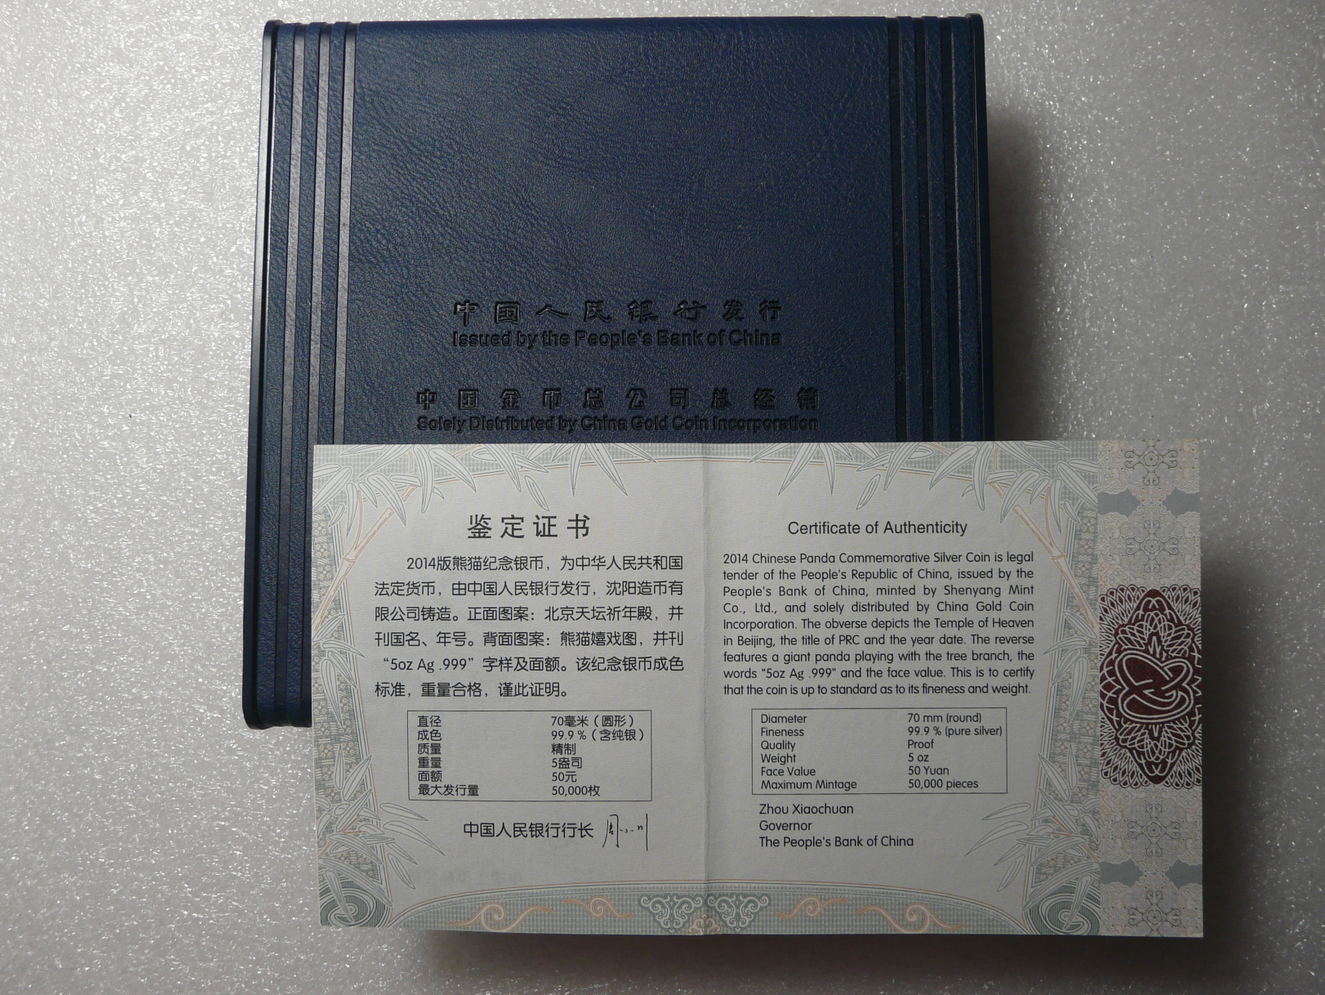 中国人民银行发行
Issued by the People's Bank of China
中国金币总公司总经销
Solely Distributed by China Gold Coin Incorporation
鉴定证书
2014版熊猫纪念银币，为中华人民共和国
法定货币，由中国人民银行发行，沈阳造币有
限公司铸造。正面图案：北京天坛祈年殿，并
刊国名、年号。背面图案：熊猫嬉戏图，并刊
“5oz Ag .999”字样及面额。该纪念银币成色
标准，重量合格，谨此证明。
直径 70毫米（圆形）
成色 99.9％（含纯银）
质量 精制
重量 5盎司
面额 50元
最大发行量 50,000枚
中国人民银行行长 周小川
Certificate of Authenticity
2014 Chinese Panda Commemorative Silver Coin is legal
tender of the People's Republic of China, issued by the
People's Bank of China, minted by Shenyang Mint
Co., Ltd., and solely distributed by China Gold Coin
Incorporation. The obverse depicts the Temple of Heaven
in Beijing, the title of PRC and the year date. The reverse
features a giant panda playing with the tree branch, the
words "5oz Ag .999" and the face value. This is to certify
that the coin is up to standard as to its fineness and weight.
Diameter 70 mm (round)
Fineness 99.9 % (pure silver)
Quality Proof
Weight 5 oz
Face Value 50 Yuan
Maximum Mintage 50,000 pieces
Zhou Xiaochuan
Governor
The People's Bank of China